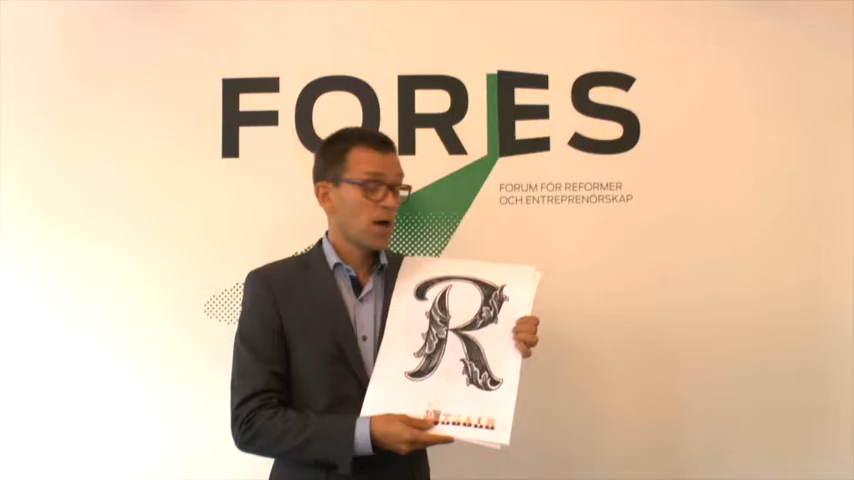 FORES
FORUM FÖR REFORMER
OCH ENTREPRENÖRSKAP
R